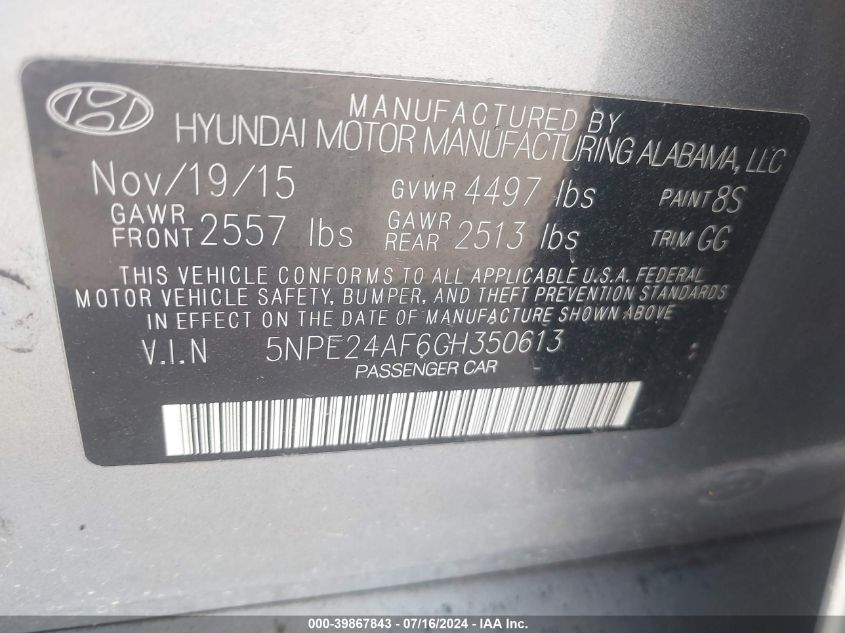 MANUFACTURED BY
HYUNDAI MOTOR MANUFACTURING ALABAMA, LLC
Nov/19/15 GVWR 4497 lbs PAINT 8S
GAWR FRONT 2557 lbs GAWR REAR 2513 lbs TRIM GG
THIS VEHICLE CONFORMS TO ALL APPLICABLE U.S.A. FEDERAL
MOTOR VEHICLE SAFETY, BUMPER, AND THEFT PREVENTION STANDARDS
IN EFFECT ON THE DATE OF MANUFACTURE SHOWN ABOVE
V.I.N 5NPE24AF6GH350613
PASSENGER CAR
000-39867843 - 07/16/2024 - IAA Inc.